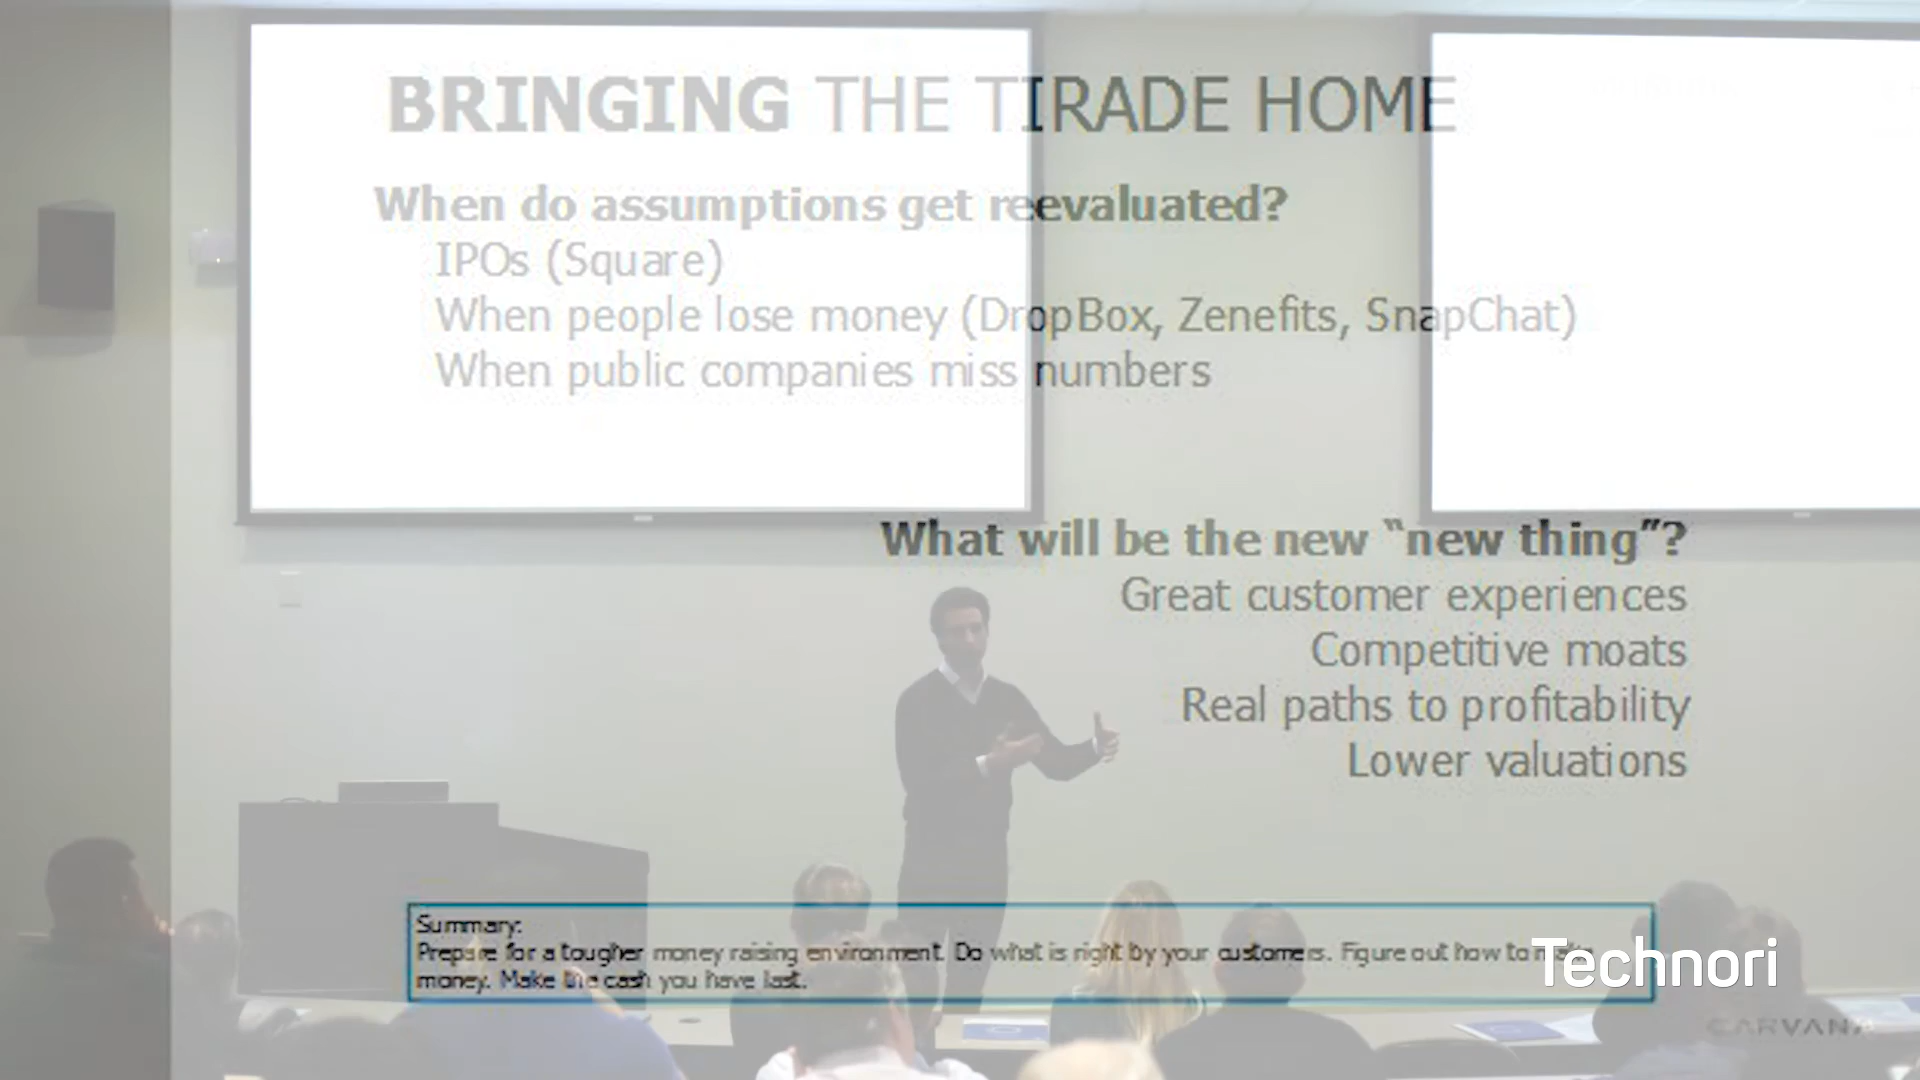 BRINGING THE TIRADE HOME
When do assumptions get reevaluated?
IPOs (Square)
When people lose money (DropBox, Zenefits, SnapChat)
When public companies miss numbers
What will be the new “new thing”?
Great customer experiences
Competitive moats
Real paths to profitability
Lower valuations
Summary:
Prepare for a tougher money raising environment. Do what is right by your customers. Figure out how to make
money. Make the cash you have last.
Technori
CARVANA